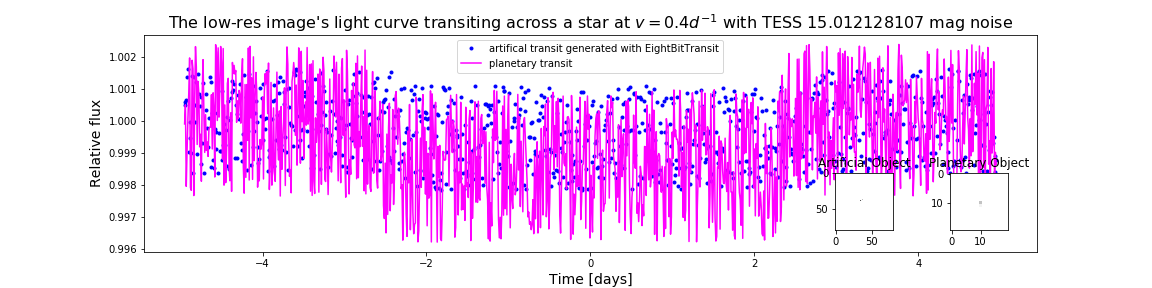 The low-res image's light curve transiting across a star at v = 0.4d⁻¹ with TESS 15.012128107 mag noise
artifical transit generated with EightBitTransit
planetary transit
Relative flux
1.002
1.001
1.000
0.999
0.998
0.997
0.996
−4
−2
0
2
4
Time [days]
Artificial Object
0
50
0
50
Planetary Object
0
10
0
10